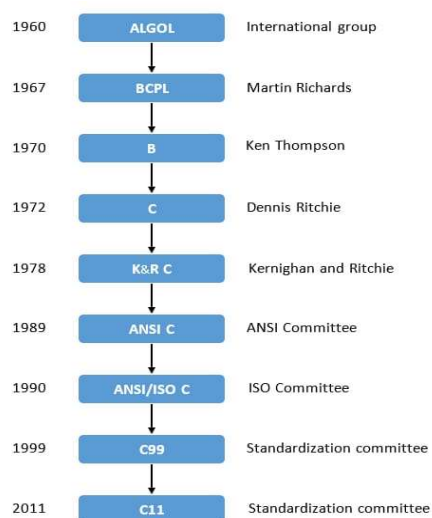 1960 ALGOL International group
1967 BCPL Martin Richards
1970 B Ken Thompson
1972 C Dennis Ritchie
1978 K&R C Kernighan and Ritchie
1989 ANSI C ANSI Committee
1990 ANSI/ISO C ISO Committee
1999 C99 Standardization committee
2011 C11 Standardization committee